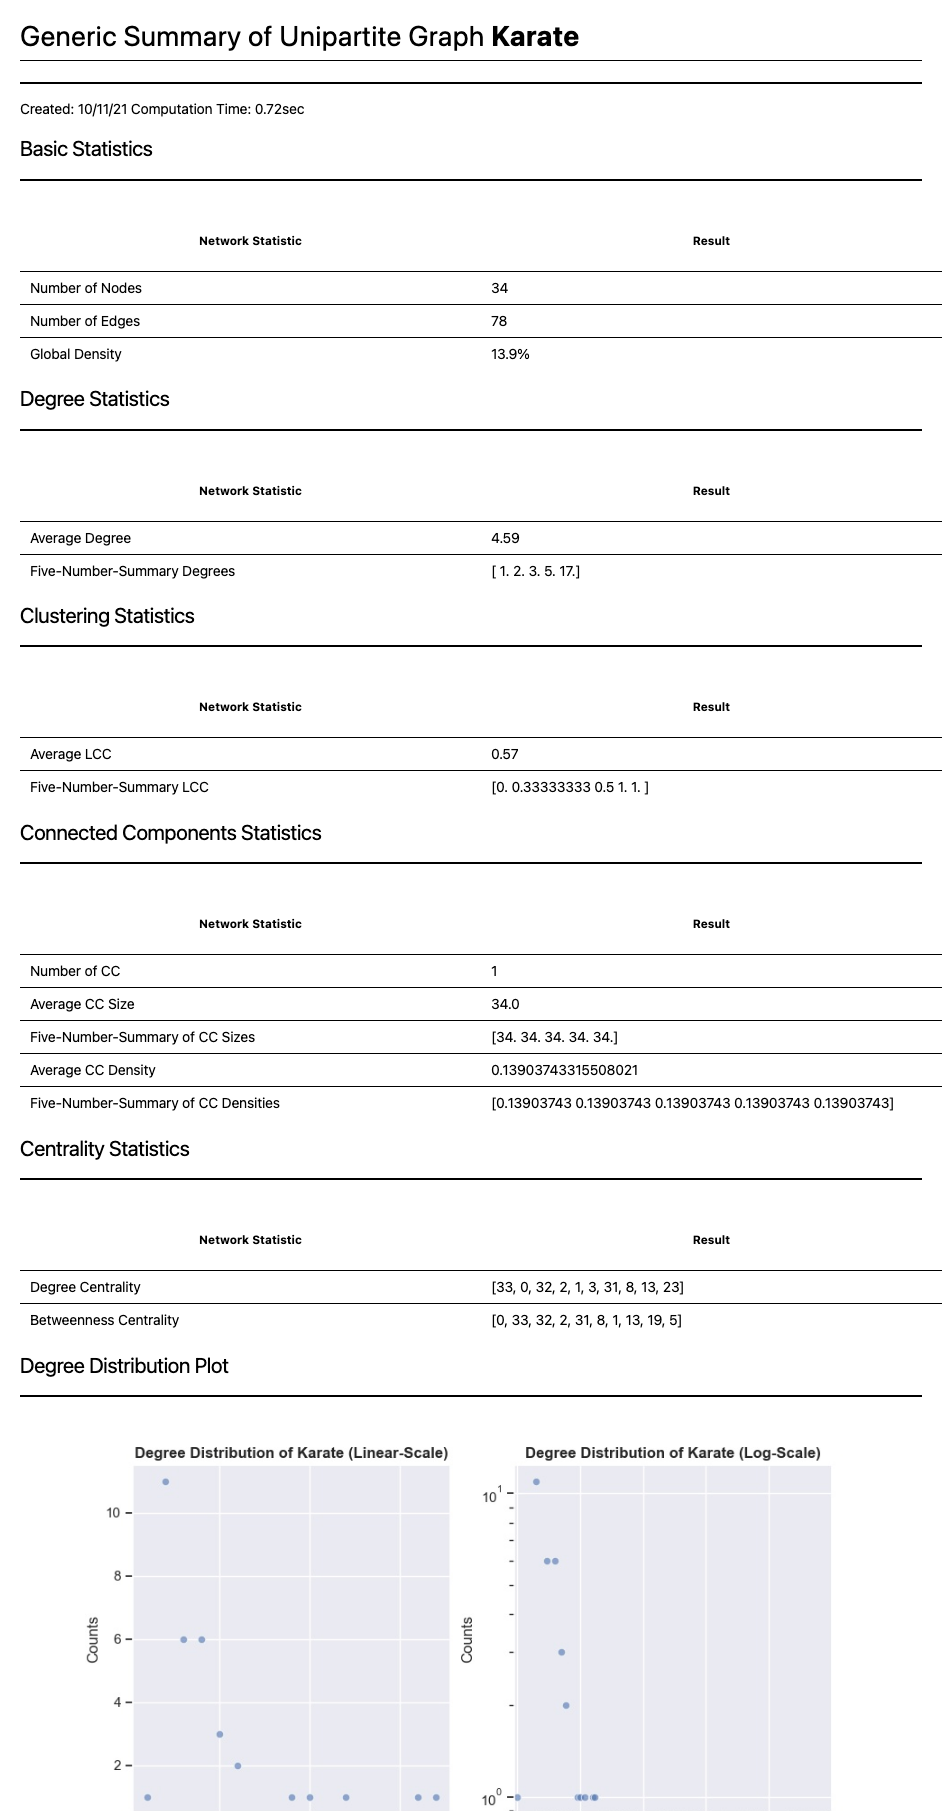 Generic Summary of Unipartite Graph Karate
Created: 10/11/21 Computation Time: 0.72sec
Basic Statistics
Network Statistic Result
Number of Nodes 34
Number of Edges 78
Global Density 13.9%
Degree Statistics
Network Statistic Result
Average Degree 4.59
Five-Number-Summary Degrees [ 1. 2. 3. 5. 17.]
Clustering Statistics
Network Statistic Result
Average LCC 0.57
Five-Number-Summary LCC [0. 0.33333333 0.5 1. 1. ]
Connected Components Statistics
Network Statistic Result
Number of CC 1
Average CC Size 34.0
Five-Number-Summary of CC Sizes [34. 34. 34. 34. 34.]
Average CC Density 0.13903743315508021
Five-Number-Summary of CC Densities [0.13903743 0.13903743 0.13903743 0.13903743 0.13903743]
Centrality Statistics
Network Statistic Result
Degree Centrality [33, 0, 32, 2, 1, 3, 31, 8, 13, 23]
Betweenness Centrality [0, 33, 32, 2, 31, 8, 1, 13, 19, 5]
Degree Distribution Plot
Degree Distribution of Karate (Linear-Scale)
10
8
6
4
2
Counts
Degree Distribution of Karate (Log-Scale)
10^1
10^0
Counts